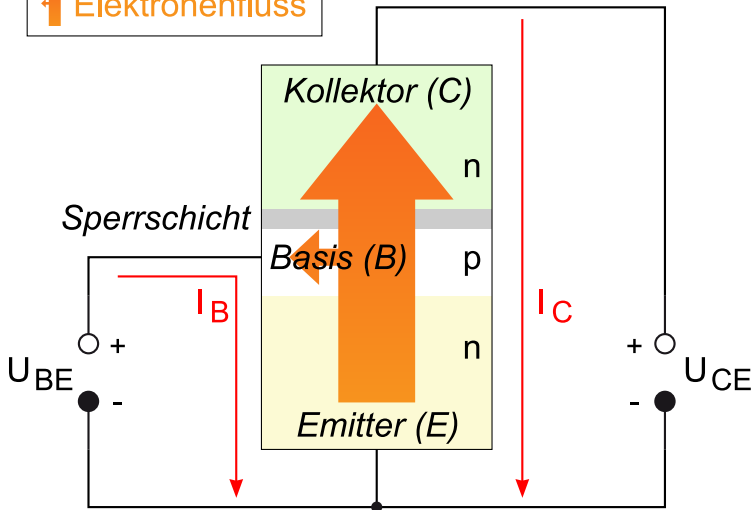 Elektronenfluss
Kollektor (C)
n
Sperrschicht
Basis (B)
p
I B
I C
n
+
+
U BE
U CE
-
-
Emitter (E)